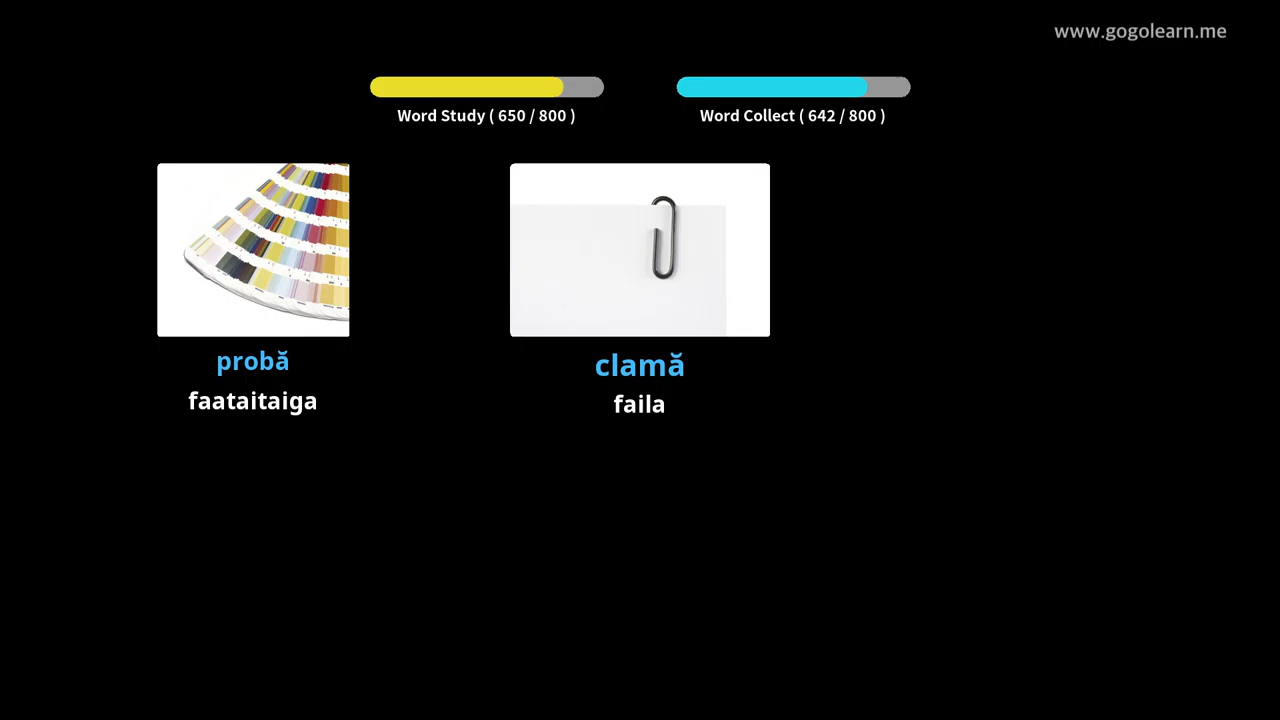 www.gogolearn.me
Word Study ( 650 / 800 )
Word Collect ( 642 / 800 )
probă
faataitaiga
clamă
faila